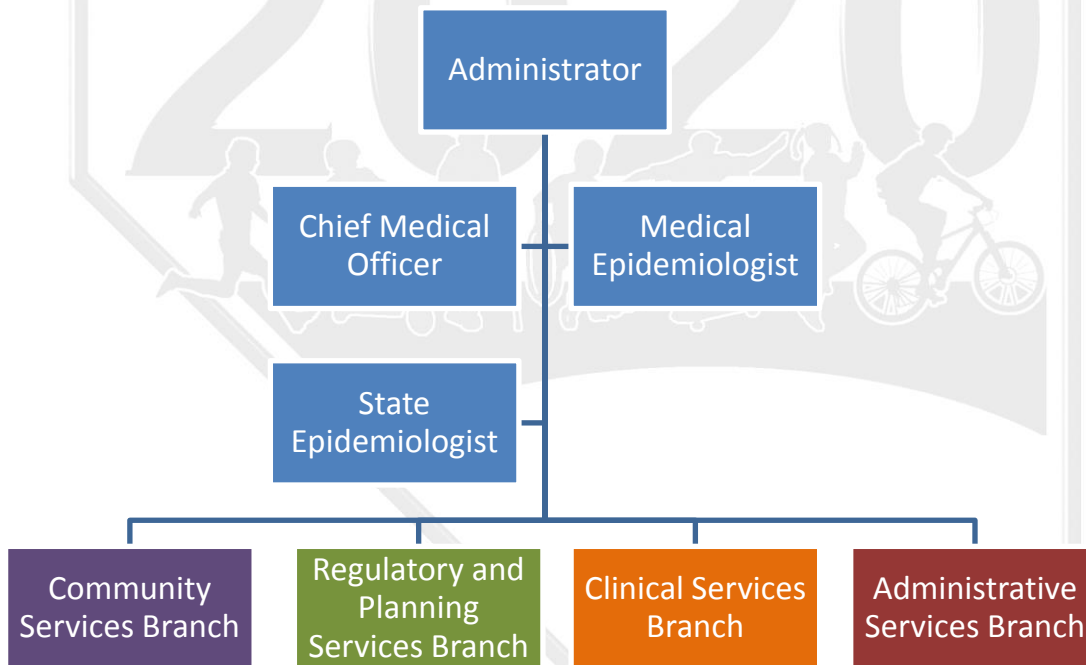 2020
Administrator
Chief Medical
Officer
Medical
Epidemiologist
State
Epidemiologist
Community
Services Branch
Regulatory and
Planning
Services Branch
Clinical Services
Branch
Administrative
Services Branch